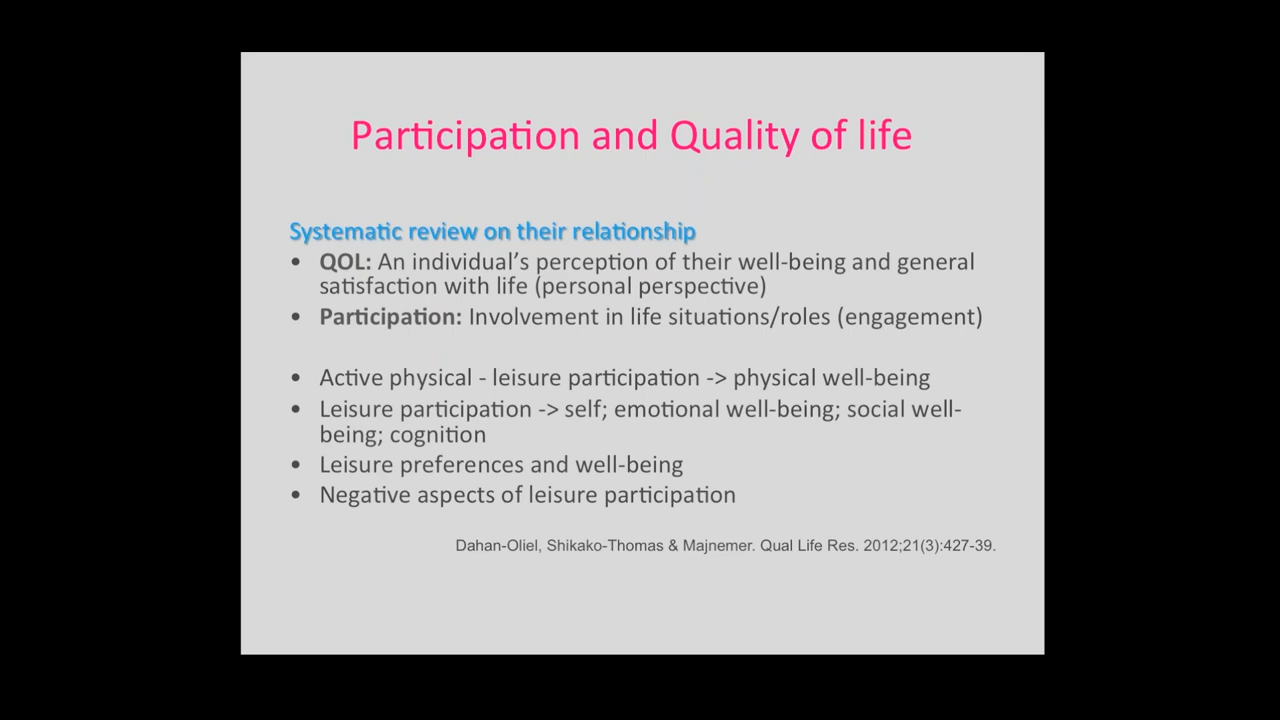 Participation and Quality of life
Systematic review on their relationship
• QOL: An individual’s perception of their well-being and general
satisfaction with life (personal perspective)
• Participation: Involvement in life situations/roles (engagement)
• Active physical - leisure participation -> physical well-being
• Leisure participation -> self; emotional well-being; social well-
being; cognition
• Leisure preferences and well-being
• Negative aspects of leisure participation
Dahan-Oliel, Shikako-Thomas & Majnemer. Qual Life Res. 2012;21(3):427-39.